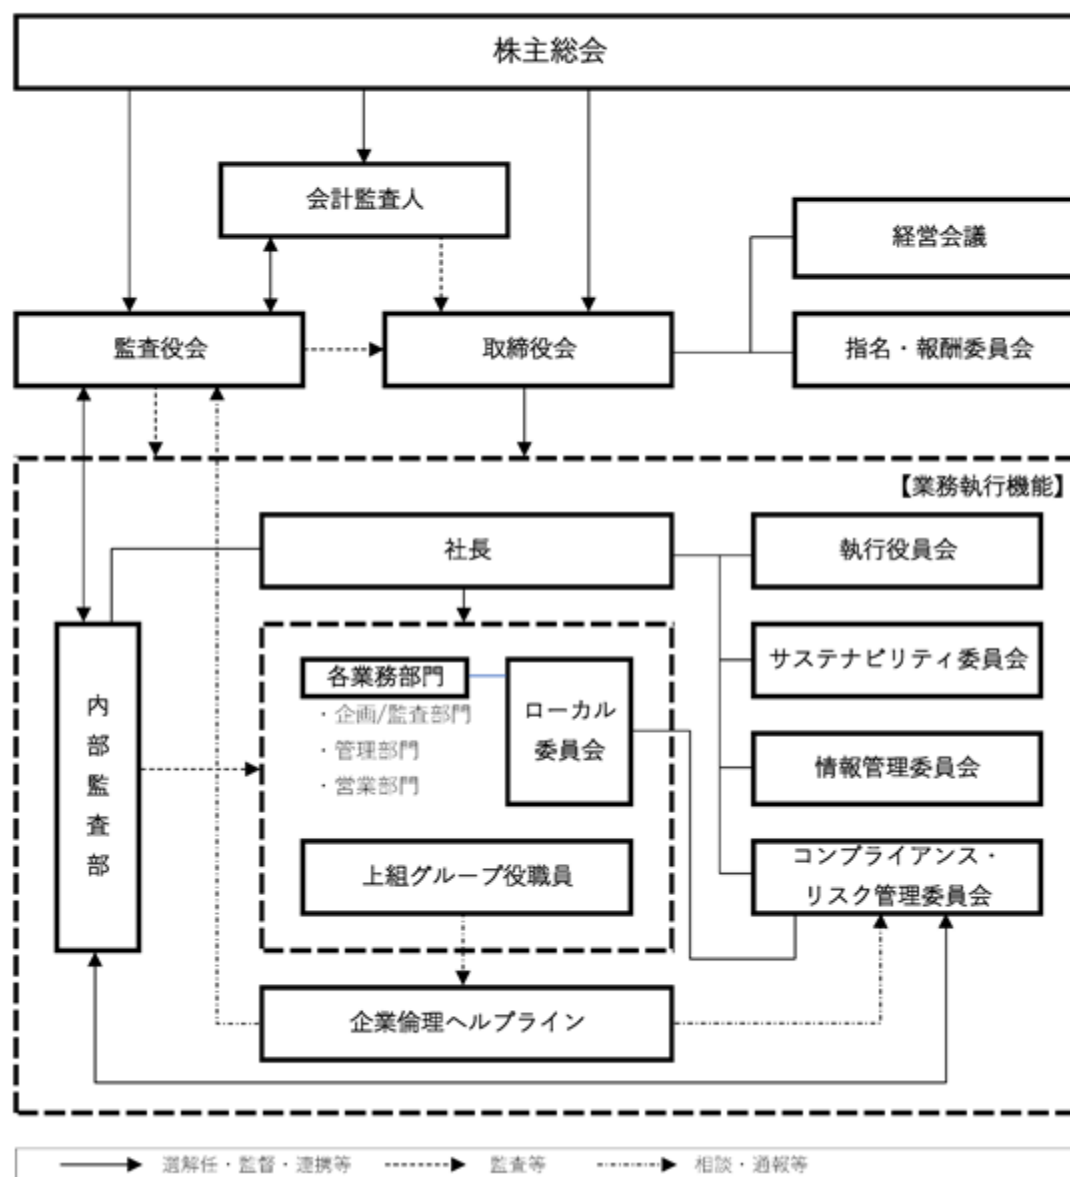 株主総会
会計監査人
経営会議
監査役会
取締役会
指名・報酬委員会
【業務執行機能】
社長
執行役員会
内部監査部
各業務部門
・企画/監査部門
・管理部門
・営業部門
ローカル
委員会
サステナビリティ委員会
情報管理委員会
上組グループ役職員
コンプライアンス・
リスク管理委員会
企業倫理ヘルプライン
選解任・監督・連携等
監査等
相談・通報等